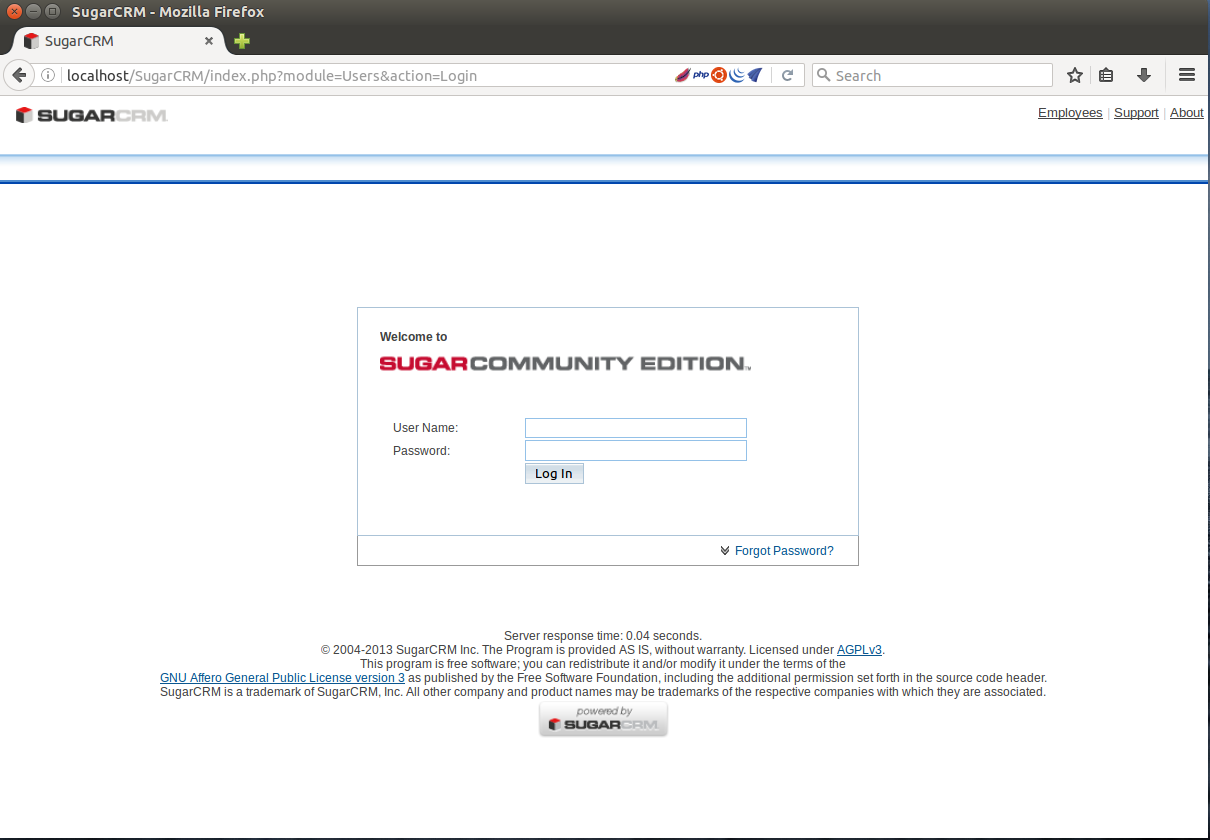 SugarCRM - Mozilla Firefox
SugarCRM
localhost/SugarCRM/index.php?module=Users&action=Login
php
Search
SUGARCRM
Employees | Support | About
Welcome to
SUGARCOMMUNITY EDITION™
User Name:
Password:
Log In
Forgot Password?
Server response time: 0.04 seconds.
© 2004-2013 SugarCRM Inc. The Program is provided AS IS, without warranty. Licensed under AGPLv3.
This program is free software; you can redistribute it and/or modify it under the terms of the
GNU Affero General Public License version 3 as published by the Free Software Foundation, including the additional permission set forth in the source code header.
SugarCRM is a trademark of SugarCRM, Inc. All other company and product names may be trademarks of the respective companies with which they are associated.
powered by
SUGARCRM